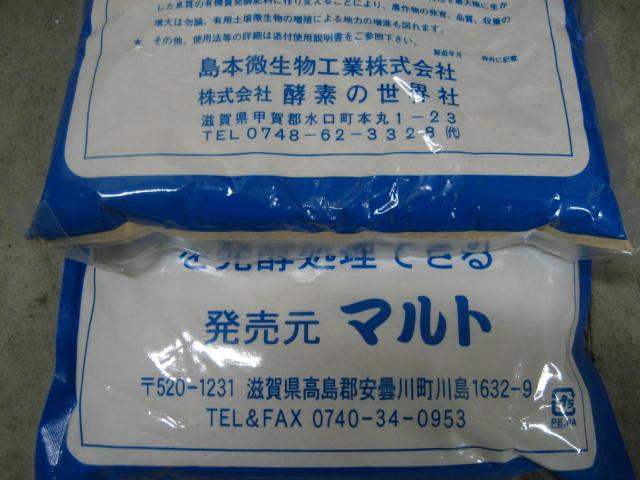 した良質の有機質発酵肥料に作り変えることにより、農作物の発育、品質、収量の
増大は勿論、有用土壌微生物の増殖による地力の増進も図れます。
★ その他、使用法等の詳細は添付使用説明書をご参照下さい。
製造年月 枠外に記載
島本微生物工業株式会社
株式会社 酵素の世界社
滋賀県甲賀郡水口町本丸1-23
TEL 0748-62-3328 (代)
を発酵処理できる
発売元 マルト
〒520-1231 滋賀県高島郡安曇川町川島1632-9
TEL&FAX 0740-34-0953
プラ
PE,PA